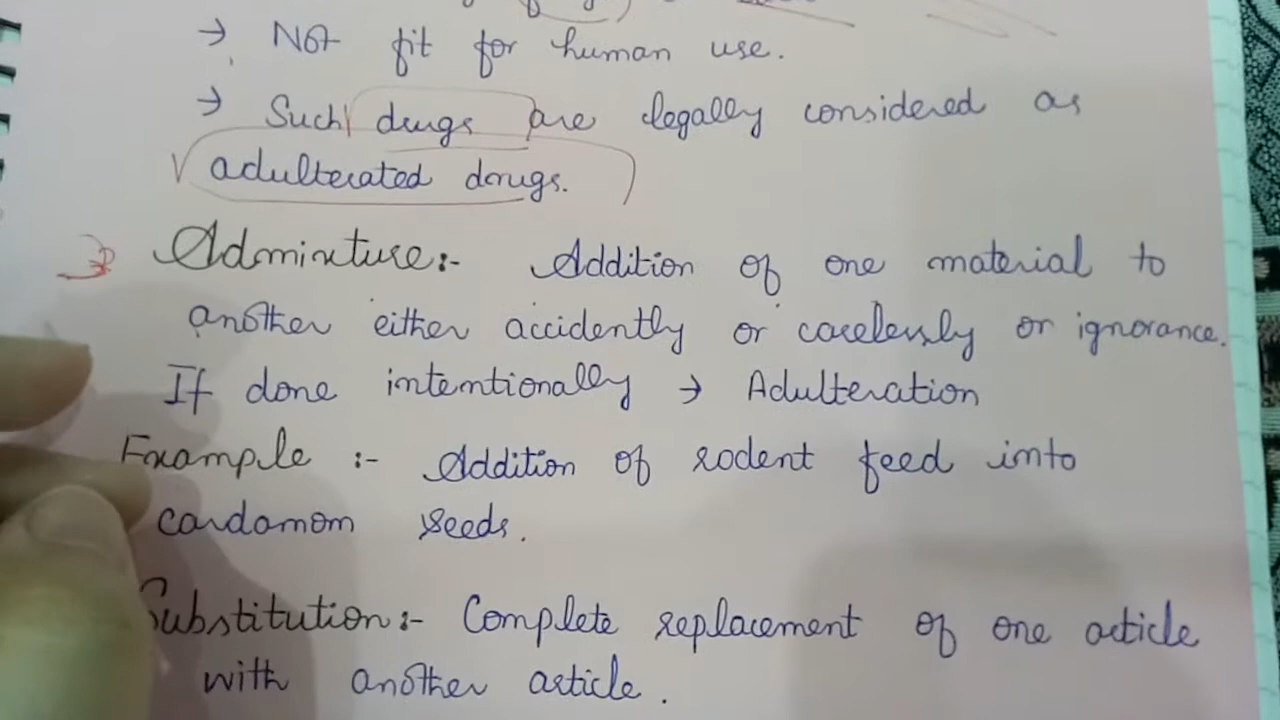 → Not fit for human use.
→ Such drugs are legally considered as
adulterated drugs.
Admixture:- Addition of one material to
another either accidently or carelessly or ignorance.
If done intentionally → Adulteration
Example :- Addition of rodent feed into
cardamom seeds.
Substitution:- Complete replacement of one article
with another article.